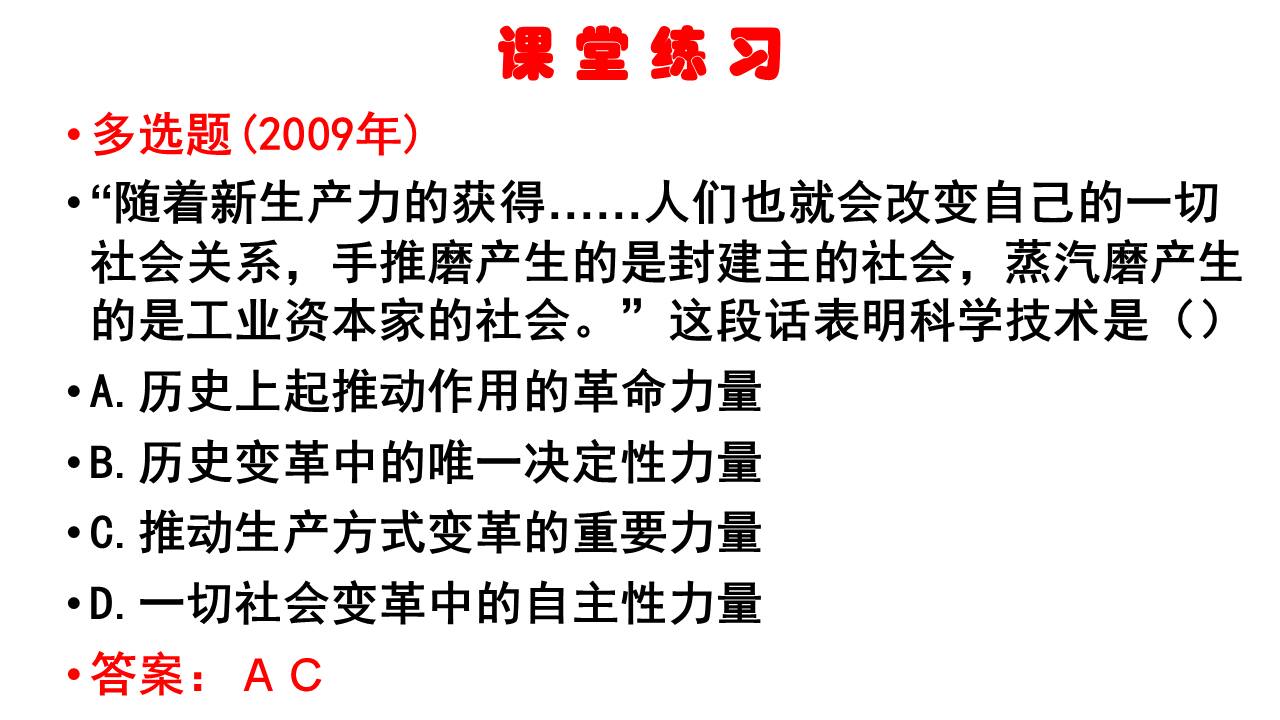 课堂练习
•多选题(2009年)
•“随着新生产力的获得……人们也就会改变自己的一切
社会关系，手推磨产生的是封建主的社会，蒸汽磨产生
的是工业资本家的社会。”这段话表明科学技术是（）
•A.历史上起推动作用的革命力量
•B.历史变革中的唯一决定性力量
•C.推动生产方式变革的重要力量
•D.一切社会变革中的自主性力量
•答案：ＡＣ